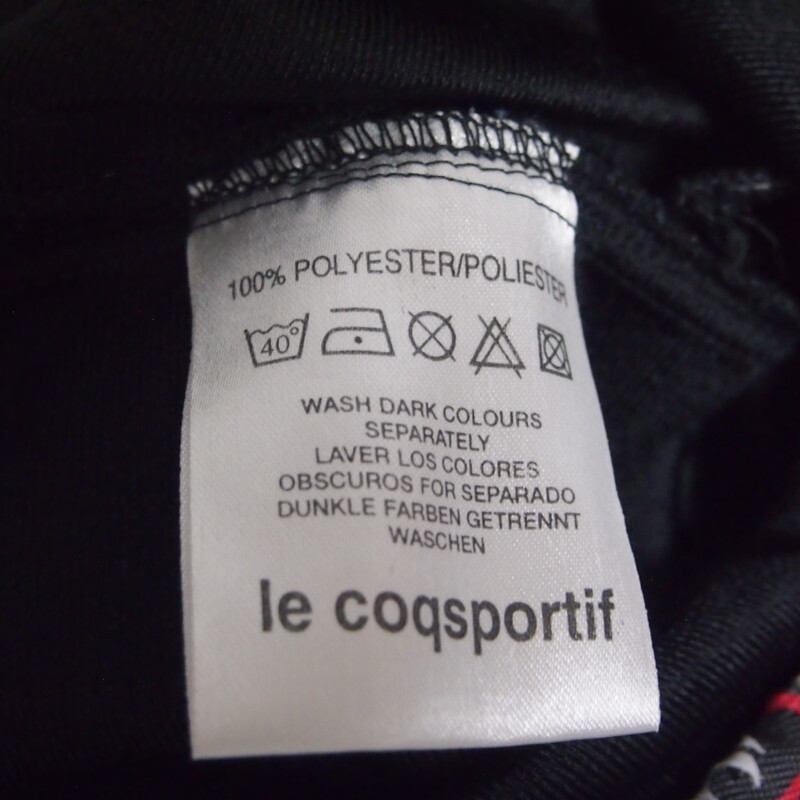 100% POLYESTER/POLIESTER
40°
WASH DARK COLOURS
SEPARATELY
LAVER LOS COLORES
OBSCUROS FOR SEPARADO
DUNKLE FARBEN GETRENNT
WASCHEN
le coqsportif